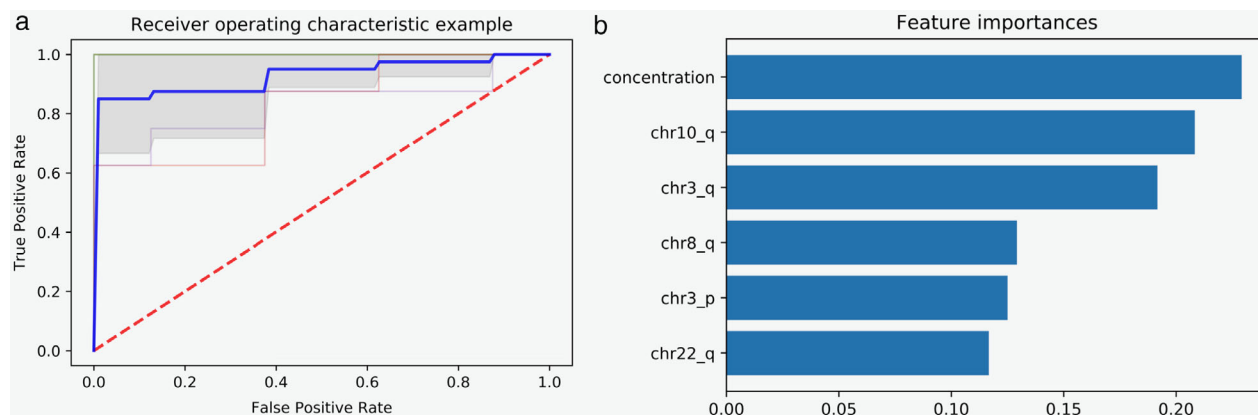 a
Receiver operating characteristic example
1.0
0.8
0.6
0.4
0.2
0.0
True Positive Rate
0.0 0.2 0.4 0.6 0.8 1.0
False Positive Rate
b
Feature importances
concentration
chr10_q
chr3_q
chr8_q
chr3_p
chr22_q
0.00 0.05 0.10 0.15 0.20